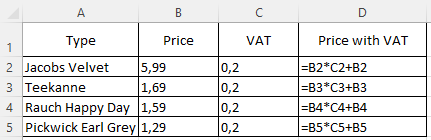 A B C D
1 Type Price VAT Price with VAT
2 Jacobs Velvet 5,99 0,2 =B2*C2+B2
3 Teekanne 1,69 0,2 =B3*C3+B3
4 Rauch Happy Day 1,59 0,2 =B4*C4+B4
5 Pickwick Earl Grey 1,29 0,2 =B5*C5+B5